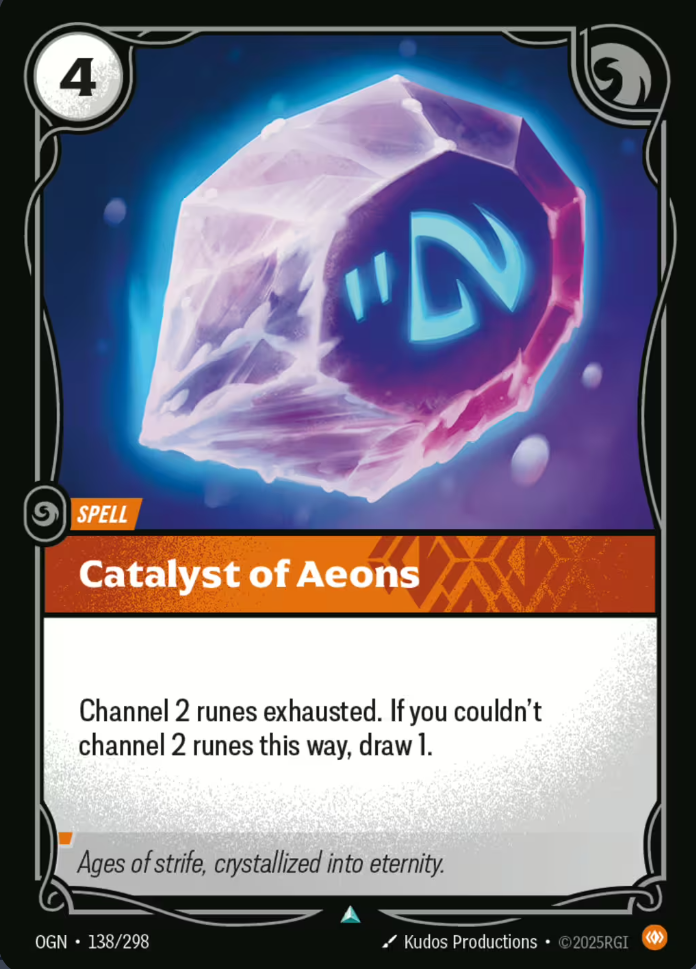 4
SPELL
Catalyst of Aeons
Channel 2 runes exhausted. If you couldn't
channel 2 runes this way, draw 1.
Ages of strife, crystallized into eternity.
OGN • 138/298
Kudos Productions • ©2025RGI